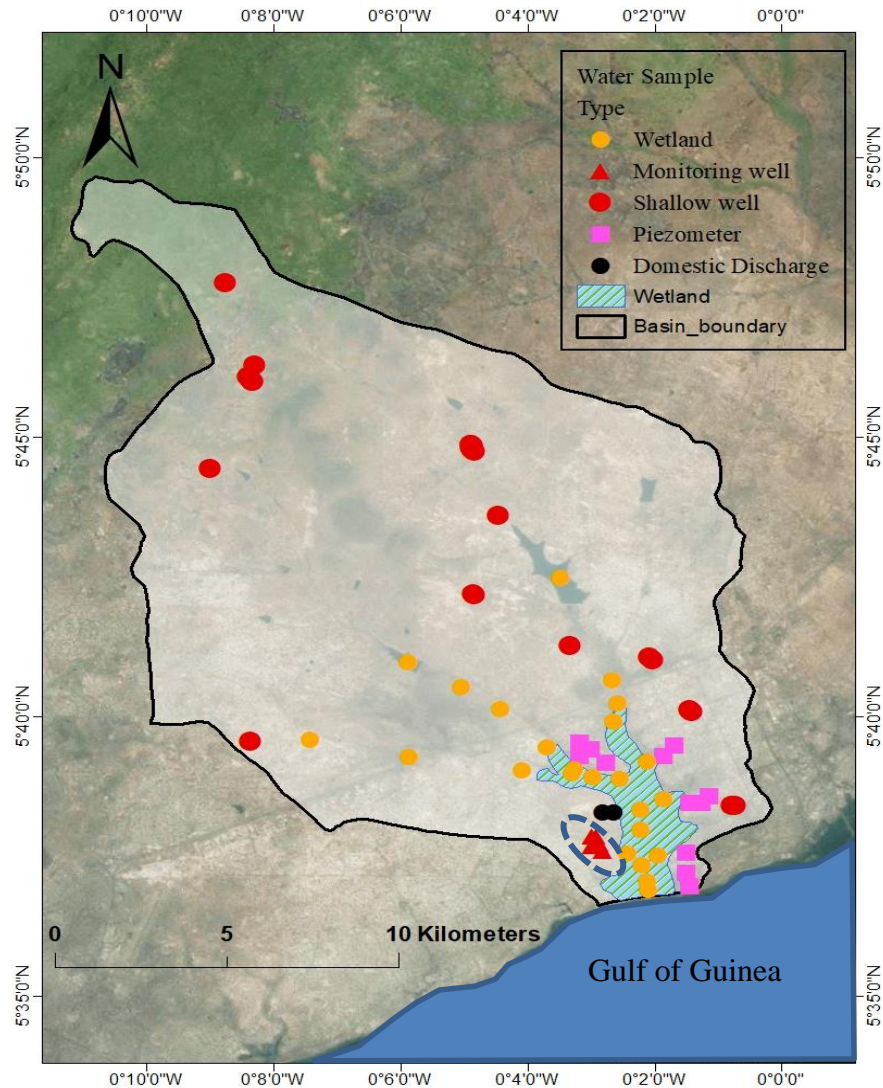 0°10'0"W 0°8'0"W 0°6'0"W 0°4'0"W 0°2'0"W 0°0'0"
N
Water Sample
Type
Wetland
Monitoring well
Shallow well
Piezometer
Domestic Discharge
Wetland
Basin_boundary
5°50'0"N 5°50'0"N
5°45'0"N 5°45'0"N
5°40'0"N 5°40'0"N
0 5 10 Kilometers
Gulf of Guinea
5°35'0"N 5°35'0"N
0°10'0"W 0°8'0"W 0°6'0"W 0°4'0"W 0°2'0"W 0°0'0"